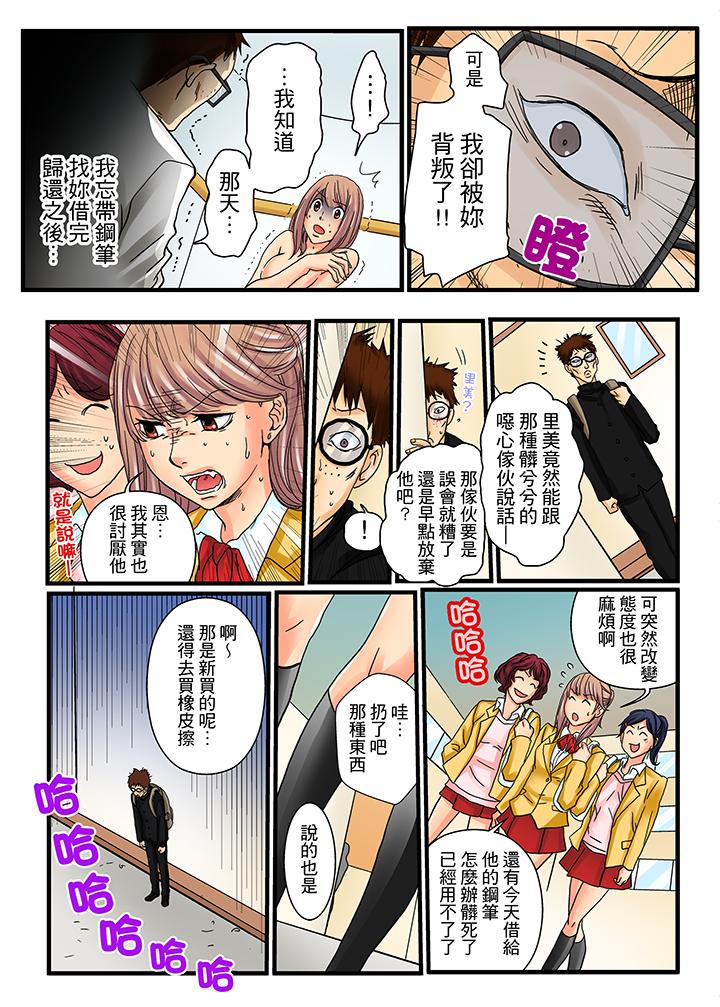 可是
我卻被妳
背叛了!!
瞪
…!
…我知道
那天…
我忘帶鋼筆
找妳借完
歸還之後…
里美竟然能跟
那種髒兮兮的
噁心傢伙說話—
里美？
那傢伙要是
誤會就糟了
還是早點放棄
他吧？
！
恩…
我其實也
很討厭他
就是說嘛！
可突然改變
態度也很
麻煩啊
哈哈哈
還有今天借給
他的鋼筆
怎麼辦髒死了
已經用不了了
哇…
扔了吧
那種東西
說的也是
啊～
那是新買的呢…
還得去買橡皮擦
哈哈哈哈哈哈